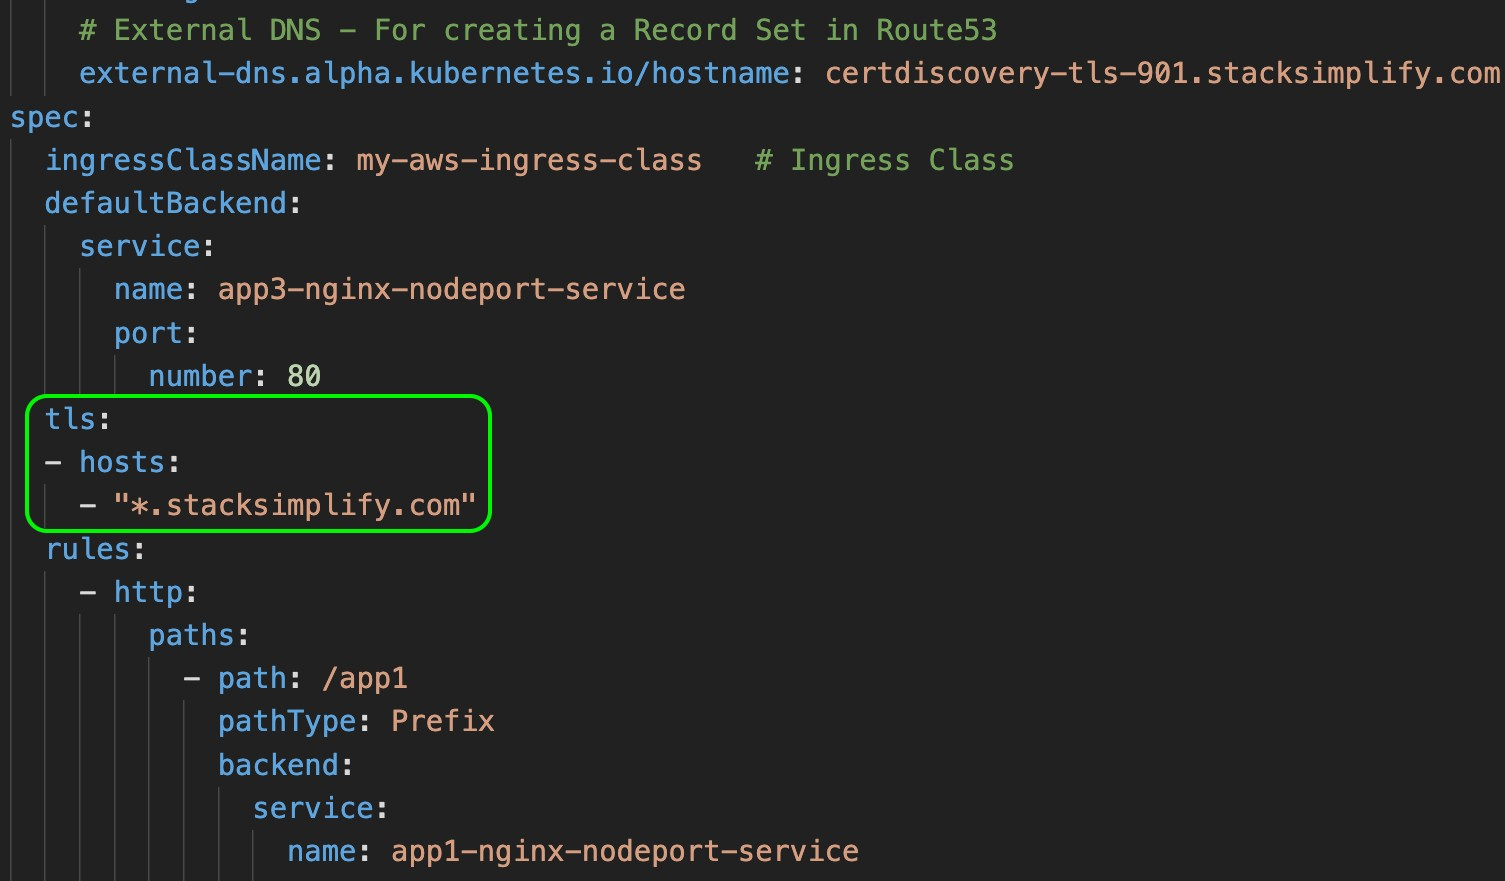 # External DNS - For creating a Record Set in Route53
external-dns.alpha.kubernetes.io/hostname: certdiscovery-tls-901.stacksimplify.com
spec:
ingressClassName: my-aws-ingress-class # Ingress Class
defaultBackend:
service:
name: app3-nginx-nodeport-service
port:
number: 80
tls:
- hosts:
- "*.stacksimplify.com"
rules:
- http:
paths:
- path: /app1
pathType: Prefix
backend:
service:
name: app1-nginx-nodeport-service